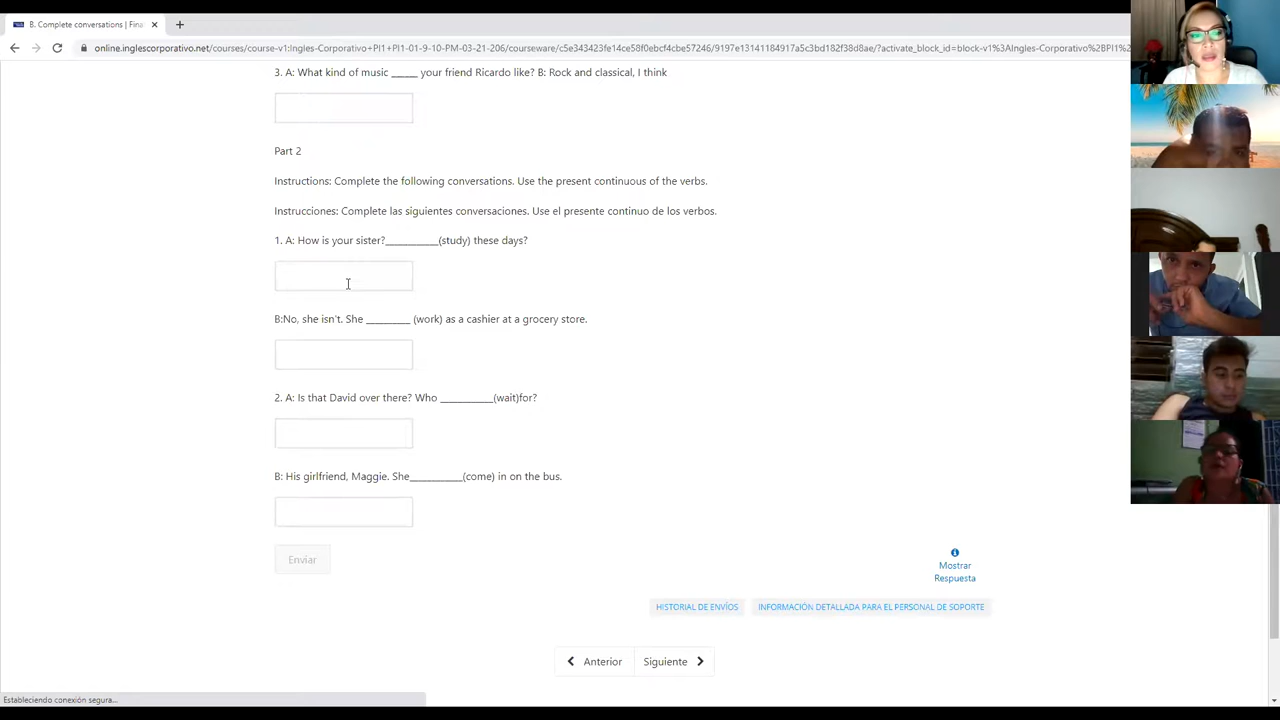 B. Complete conversations | Fina
online.inglescorporativo.net/courses/course-v1:Ingles-Corporativo+PI1+PI1-01-9-10-PM-03-21-206/courseware/c5e343423fe14ce58f0ebcf4cbe57246/9197e13141184917a5c3bd182f38d8ae/?activate_block_id=block-v1%3AIngles-Corporativo%2BPI1%
3. A: What kind of music ______ your friend Ricardo like? B: Rock and classical, I think
Part 2
Instructions: Complete the following conversations. Use the present continuous of the verbs.
Instrucciones: Complete las siguientes conversaciones. Use el presente continuo de los verbos.
1. A: How is your sister?____________(study) these days?
B:No, she isn't. She __________ (work) as a cashier at a grocery store.
2. A: Is that David over there? Who ____________(wait)for?
B: His girlfriend, Maggie. She____________(come) in on the bus.
Enviar
Mostrar
Respuesta
HISTORIAL DE ENVÍOS
INFORMACIÓN DETALLADA PARA EL PERSONAL DE SOPORTE
Anterior
Siguiente
Estableciendo conexión segura...